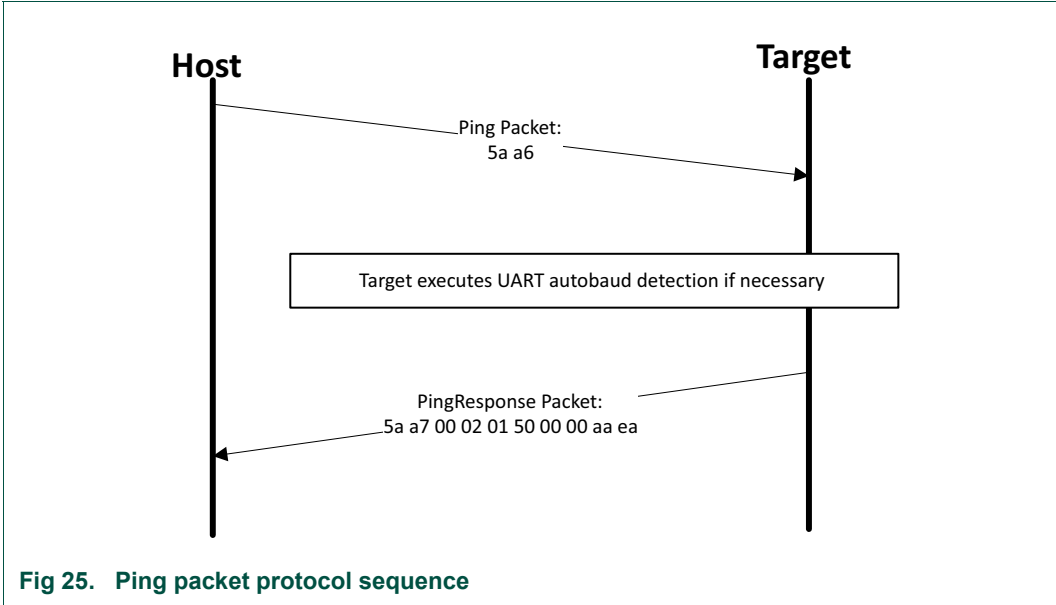 Host
Target
Ping Packet:
5a a6
Target executes UART autobaud detection if necessary
PingResponse Packet:
5a a7 00 02 01 50 00 00 aa ea
Fig 25. Ping packet protocol sequence